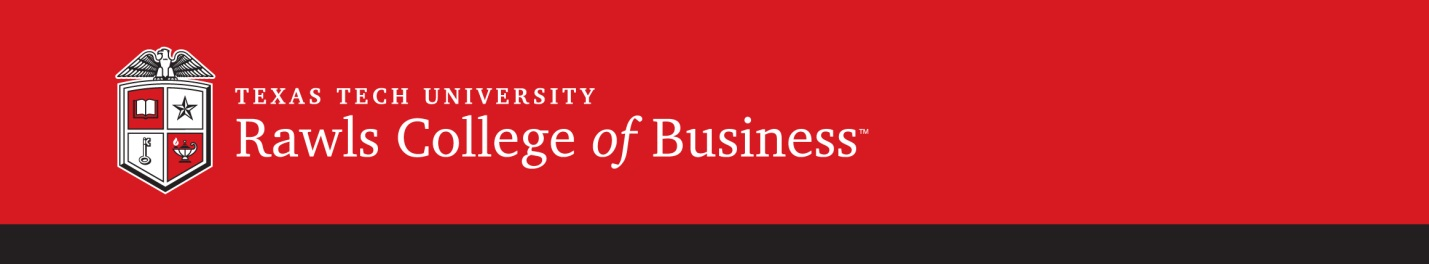 TEXAS TECH UNIVERSITY
Rawls College of Business™